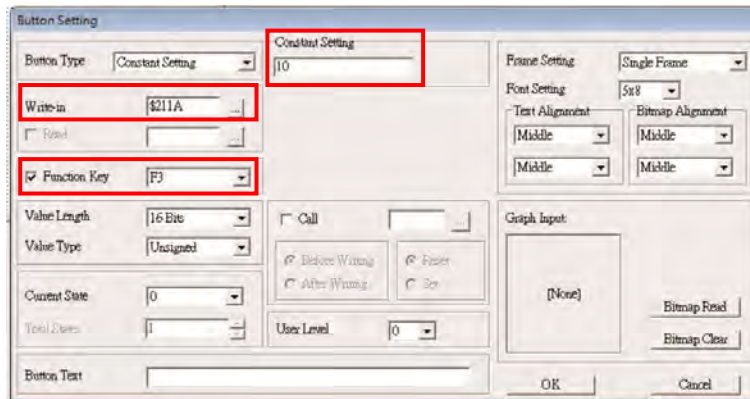 Button Setting
Button Type
Constant Setting
Constant Setting
10
Frame Setting
Single Frame
Font Setting
5x8
Write-in
$211A
...
Text Alignment
Bitmap Alignment
Read
...
Middle
Middle
Function Key
F3
Middle
Middle
Value Length
16 Bits
Call
...
Graph Input:
Value Type
Unsigned
Before Writing
Reset
After Writing
Set
[None]
Current State
0
Bitmap Read
Total States
1
User Level
0
Bitmap Clear
Button Text
OK
Cancel